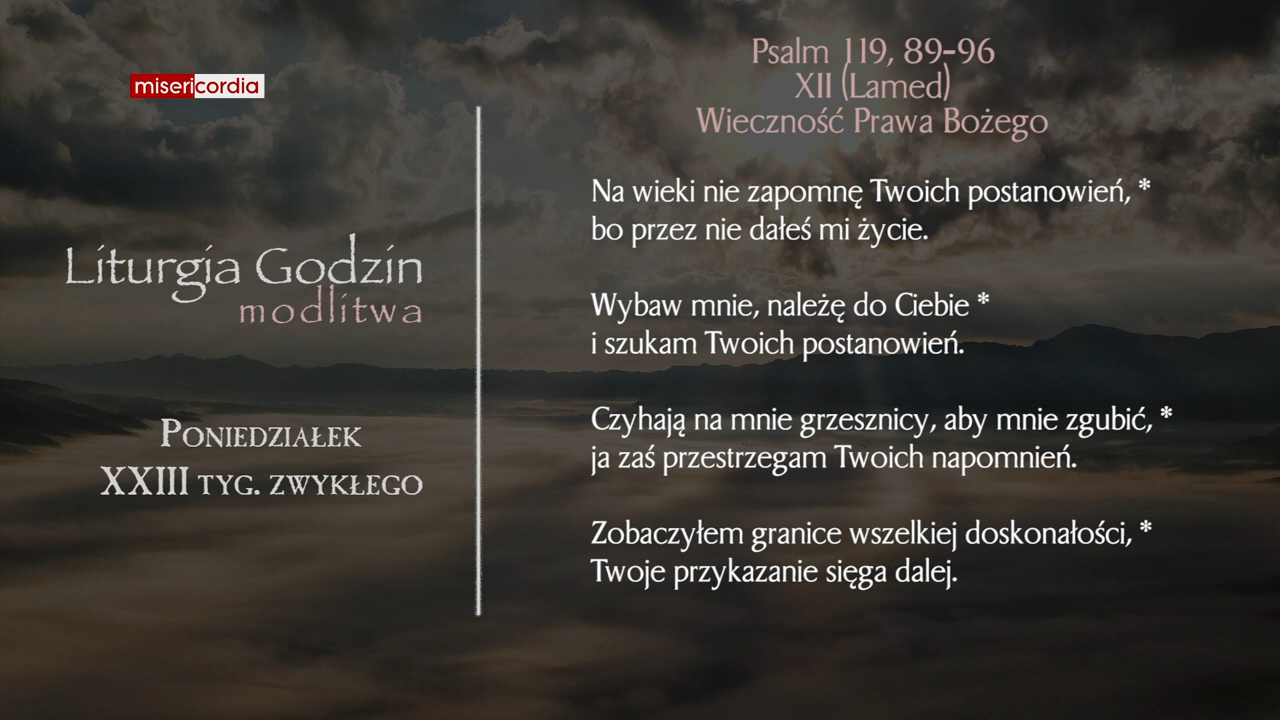 misericordia
Liturgia Godzin
modlitwa
Poniedziałek
XXIII tyg. zwykłego
Psalm 119, 89-96
XII (Lamed)
Wieczność Prawa Bożego
Na wieki nie zapomnę Twoich postanowień, *
bo przez nie dałeś mi życie.
Wybaw mnie, należę do Ciebie *
i szukam Twoich postanowień.
Czyhają na mnie grzesznicy, aby mnie zgubić, *
ja zaś przestrzegam Twoich napomnień.
Zobaczyłem granice wszelkiej doskonałości, *
Twoje przykazanie sięga dalej.